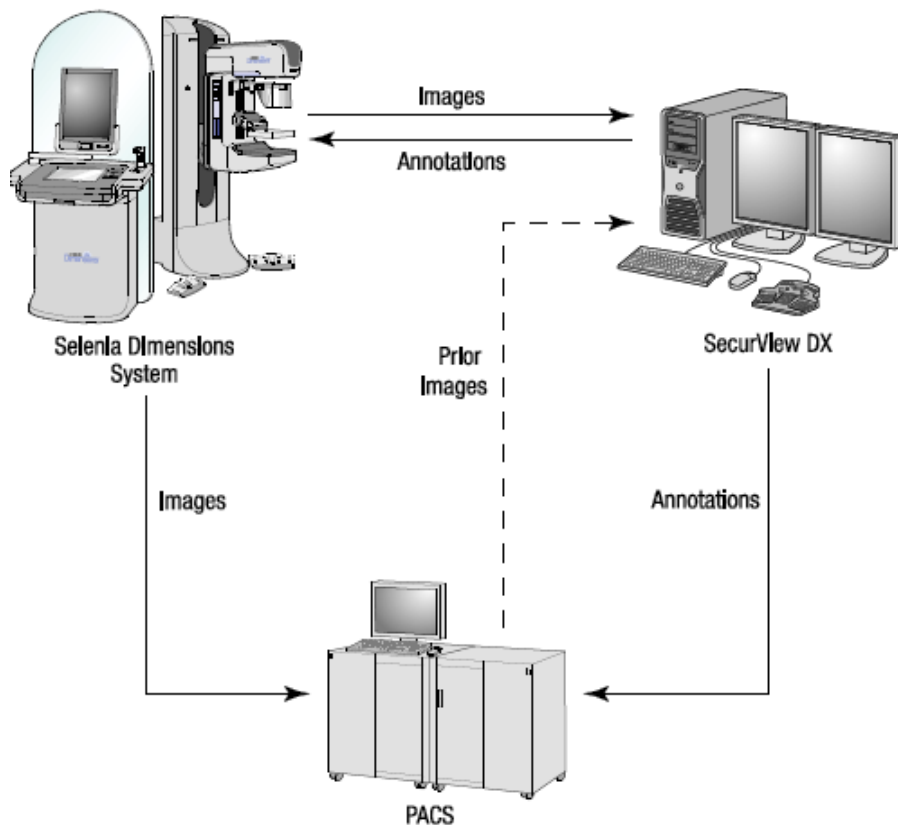 Images
Annotations
Selenia Dimensions
System
SecurView DX
Prior
Images
Images
Annotations
PACS